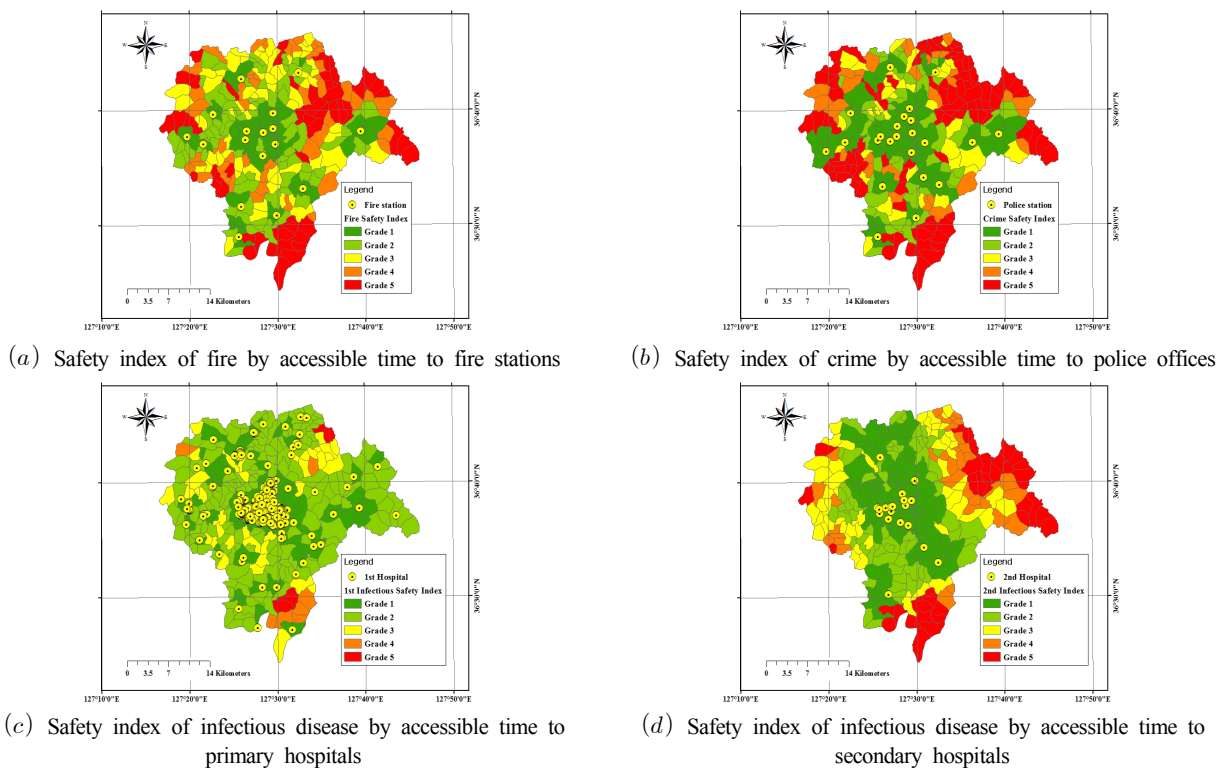 N
W
E
S
36°40'0"N
36°30'0"N
Legend
Fire station
Fire Safety Index
Grade 1
Grade 2
Grade 3
Grade 4
Grade 5
0 3.5 7 14 Kilometers
127°10'0"E 127°20'0"E 127°30'0"E 127°40'0"E 127°50'0"E
(a) Safety index of fire by accessible time to fire stations
N
W
E
S
36°40'0"N
36°30'0"N
Legend
Police station
Crime Safety Index
Grade 1
Grade 2
Grade 3
Grade 4
Grade 5
0 3.5 7 14 Kilometers
127°10'0"E 127°20'0"E 127°30'0"E 127°40'0"E 127°50'0"E
(b) Safety index of crime by accessible time to police offices
N
W
E
S
36°40'0"N
36°30'0"N
Legend
1st Hospital
1st Infectious Safety Index
Grade 1
Grade 2
Grade 3
Grade 4
Grade 5
0 3.5 7 14 Kilometers
127°10'0"E 127°20'0"E 127°30'0"E 127°40'0"E 127°50'0"E
(c) Safety index of infectious disease by accessible time to
primary hospitals
N
W
E
S
36°40'0"N
36°30'0"N
Legend
2nd Hospital
2nd Infectious Safety Index
Grade 1
Grade 2
Grade 3
Grade 4
Grade 5
0 3.5 7 14 Kilometers
127°10'0"E 127°20'0"E 127°30'0"E 127°40'0"E 127°50'0"E
(d) Safety index of infectious disease by accessible time to
secondary hospitals